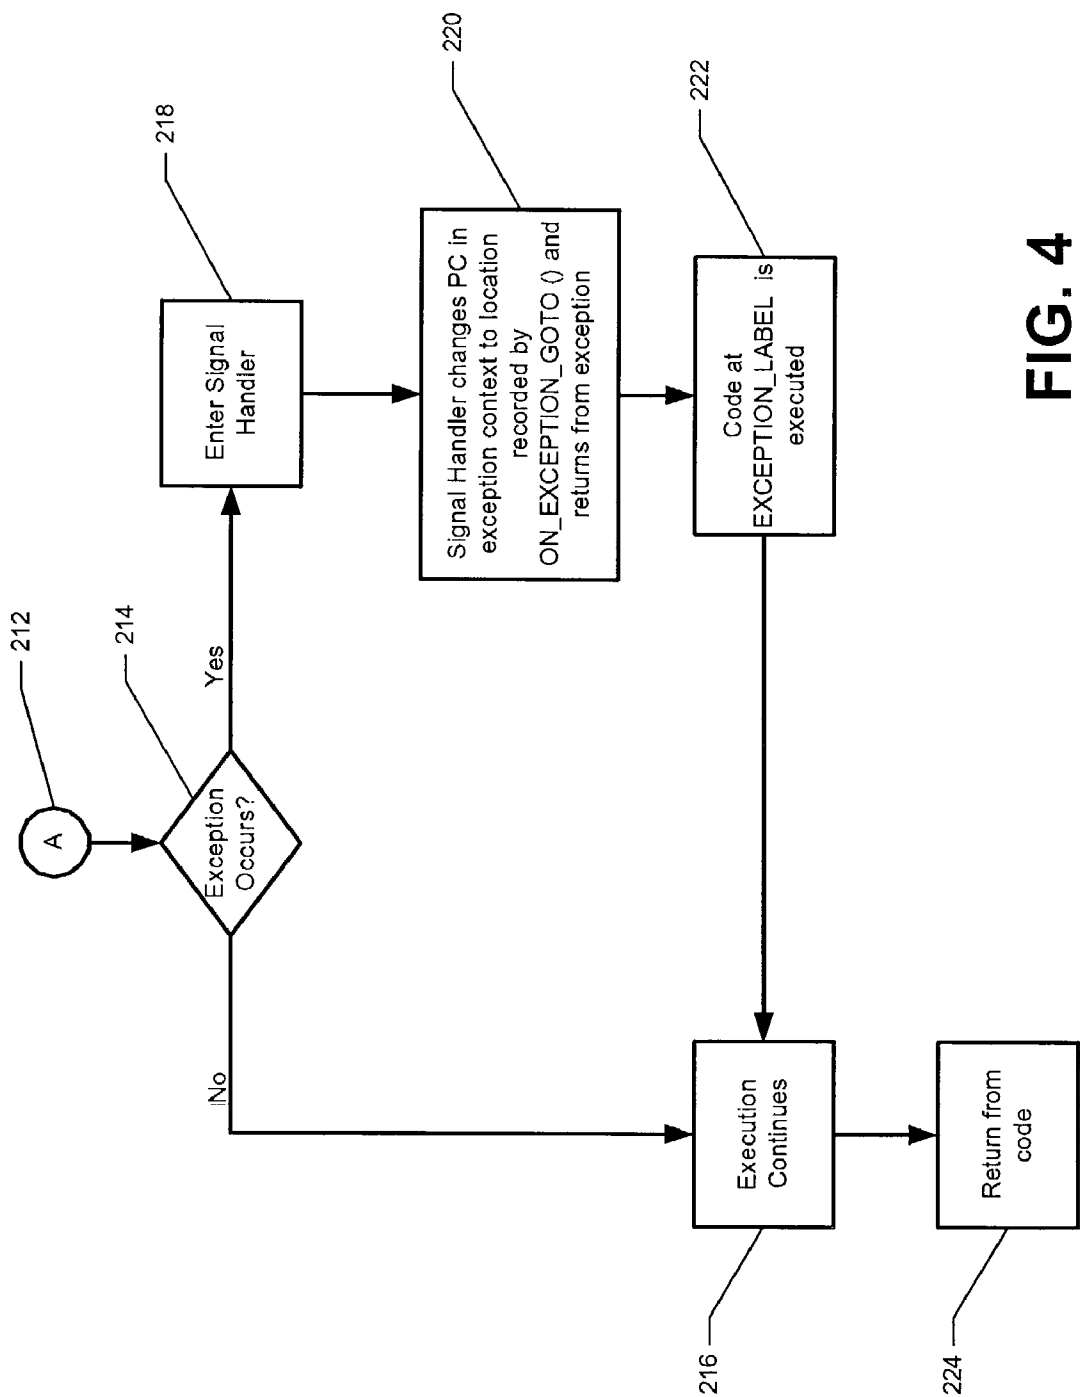 212
A
214
Exception
Occurs?
Yes
No
218
Enter Signal
Handler
220
Signal Handler changes PC in
exception context to location
recorded by
ON_EXCEPTION_GOTO () and
returns from exception
222
Code at
EXCEPTION_LABEL is
executed
Execution
Continues
216
Return from
code
224
FIG. 4